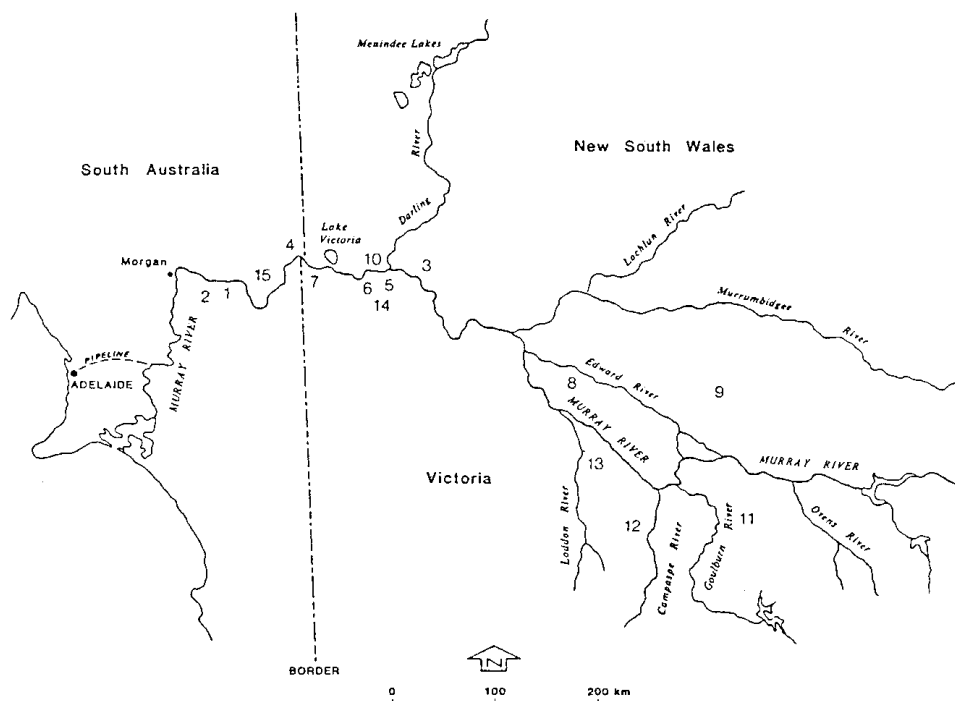 Menindee Lakes
New South Wales
South Australia
River
Darling
Lachlun River
Lake
Victoria
4
10
3
Morgan
15
7
6
5
2
1
14
Murrumbidgee
River
PIPELINE
ADELAIDE
MURRAY RIVER
Edward River
8
9
MURRAY RIVER
MURRAY RIVER
Victoria
13
Loddon River
12
Campaspe River
Goulburn River
11
Ovens River
N
BORDER
0 100 200 km